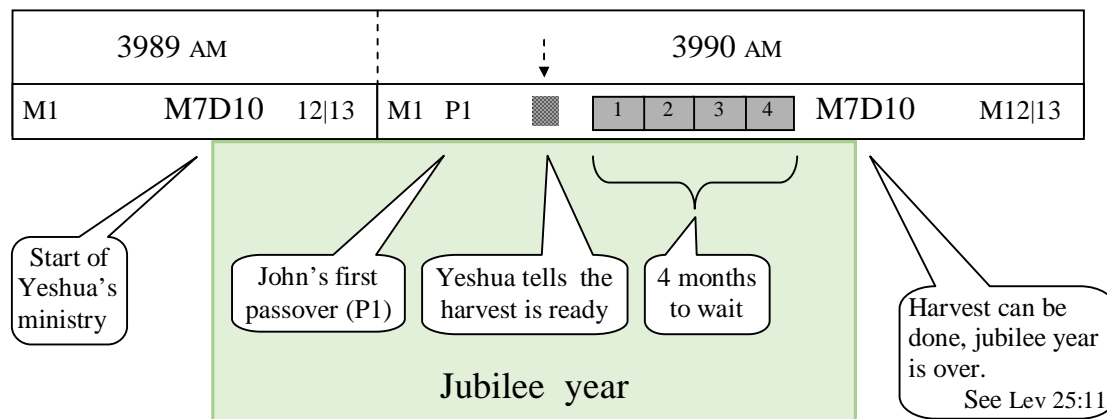 3989 AM 3990 AM
M1 M7D10 12|13 M1 P1 1 2 3 4 M7D10 M12|13
Start of
Yeshua's
ministry
John's first
passover (P1)
Yeshua tells the
harvest is ready
4 months
to wait
Harvest can be
done, jubilee year
is over.
See Lev 25:11
Jubilee year